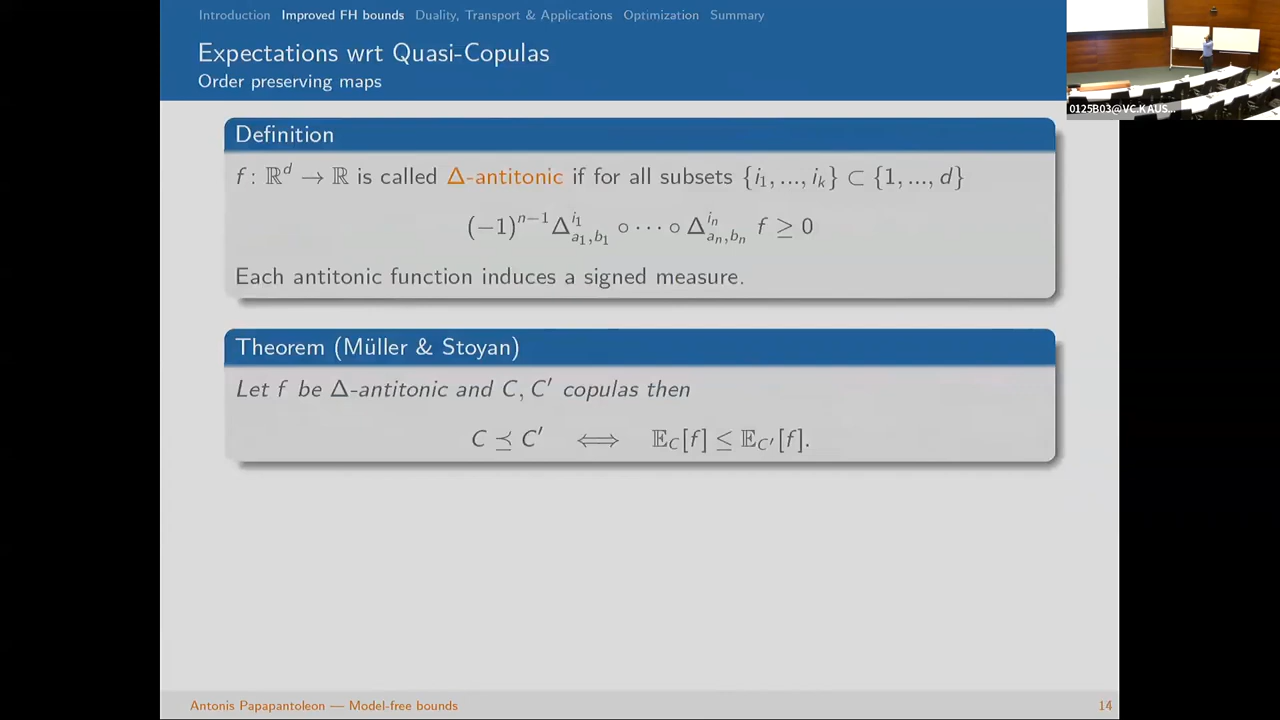 Introduction Improved FH bounds Duality, Transport & Applications Optimization Summary
Expectations wrt Quasi-Copulas
Order preserving maps
Definition
f : ℝ^d → ℝ is called Δ-antitonic if for all subsets {i_1, ..., i_k} ⊂ {1, ..., d}
(−1)^{n−1} Δ^{i_1}_{a_1,b_1} ∘ ··· ∘ Δ^{i_n}_{a_n,b_n} f ≥ 0
Each antitonic function induces a signed measure.
Theorem (Müller & Stoyan)
Let f be Δ-antitonic and C, C′ copulas then
C ⪯ C′ ⟺ 𝔼_C[f] ≤ 𝔼_{C′}[f].
Antonis Papapantoleon — Model-free bounds 14
0125B03@VC.KAUS...